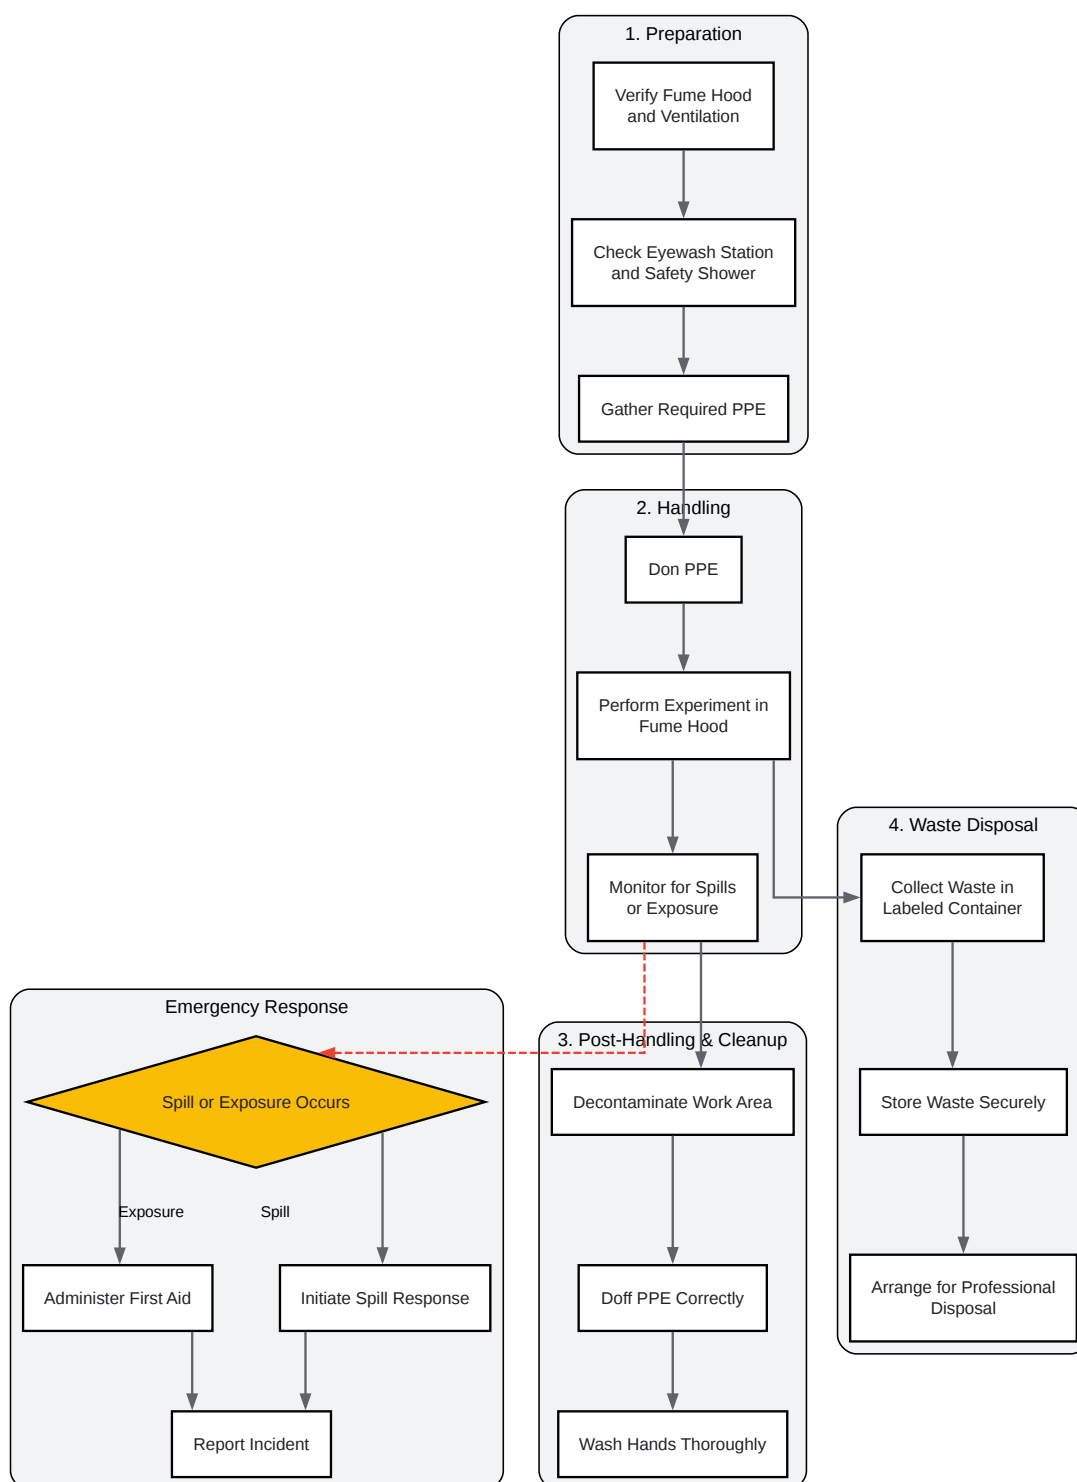 1. Preparation
Verify Fume Hood
and Ventilation
Check Eyewash Station
and Safety Shower
Gather Required PPE
2. Handling
Don PPE
Perform Experiment in
Fume Hood
Monitor for Spills
or Exposure
4. Waste Disposal
Collect Waste in
Labeled Container
Store Waste Securely
Arrange for Professional
Disposal
Emergency Response
Spill or Exposure Occurs
Exposure
Spill
Administer First Aid
Initiate Spill Response
Report Incident
3. Post-Handling & Cleanup
Decontaminate Work Area
Doff PPE Correctly
Wash Hands Thoroughly